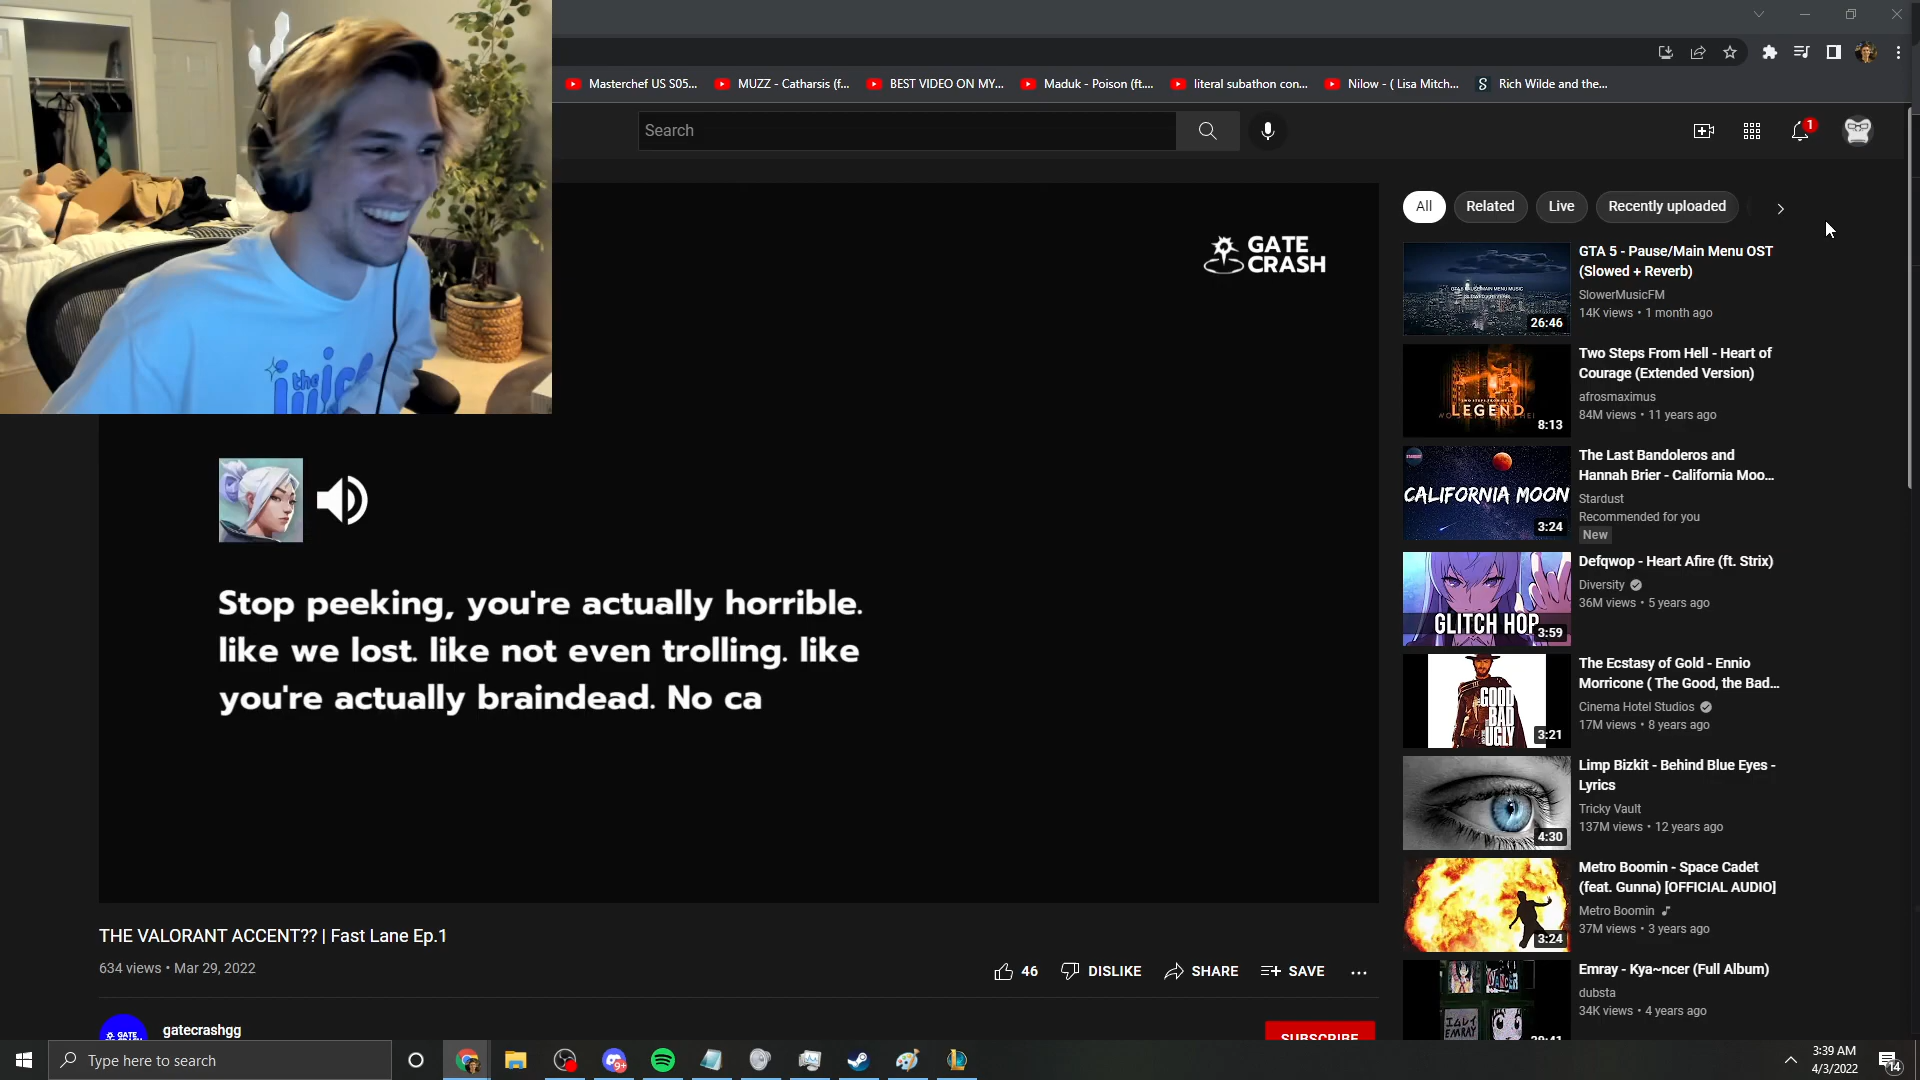 Masterchef US S05...
MUZZ - Catharsis (f...
BEST VIDEO ON MY...
Maduk - Poison (ft....
literal subathon con...
Nilow - ( Lisa Mitch...
Rich Wilde and the...
Search
1
GATE
CRASH
Stop peeking, you're actually horrible.
like we lost. like not even trolling. like
you're actually braindead. No ca
THE VALORANT ACCENT?? | Fast Lane Ep.1
634 views • Mar 29, 2022
46
DISLIKE
SHARE
SAVE
GATE
gatecrashgg
SUBSCRIBE
All
Related
Live
Recently uploaded
26:46
GTA 5 - Pause/Main Menu OST
(Slowed + Reverb)
SlowerMusicFM
14K views • 1 month ago
LEGEND
8:13
Two Steps From Hell - Heart of
Courage (Extended Version)
afrosmaximus
84M views • 11 years ago
CALIFORNIA MOON
3:24
The Last Bandoleros and
Hannah Brier - California Moo...
Stardust
Recommended for you
New
GLITCH HOP
3:59
Defqwop - Heart Afire (ft. Strix)
Diversity
36M views • 5 years ago
GOOD
BAD
UGLY
3:21
The Ecstasy of Gold - Ennio
Morricone ( The Good, the Bad...
Cinema Hotel Studios
17M views • 8 years ago
4:30
Limp Bizkit - Behind Blue Eyes -
Lyrics
Tricky Vault
137M views • 12 years ago
3:24
Metro Boomin - Space Cadet
(feat. Gunna) [OFFICIAL AUDIO]
Metro Boomin
37M views • 3 years ago
EMRAY
Emray - Kya~ncer (Full Album)
dubsta
34K views • 4 years ago
Type here to search
9+
3:39 AM
4/3/2022
14